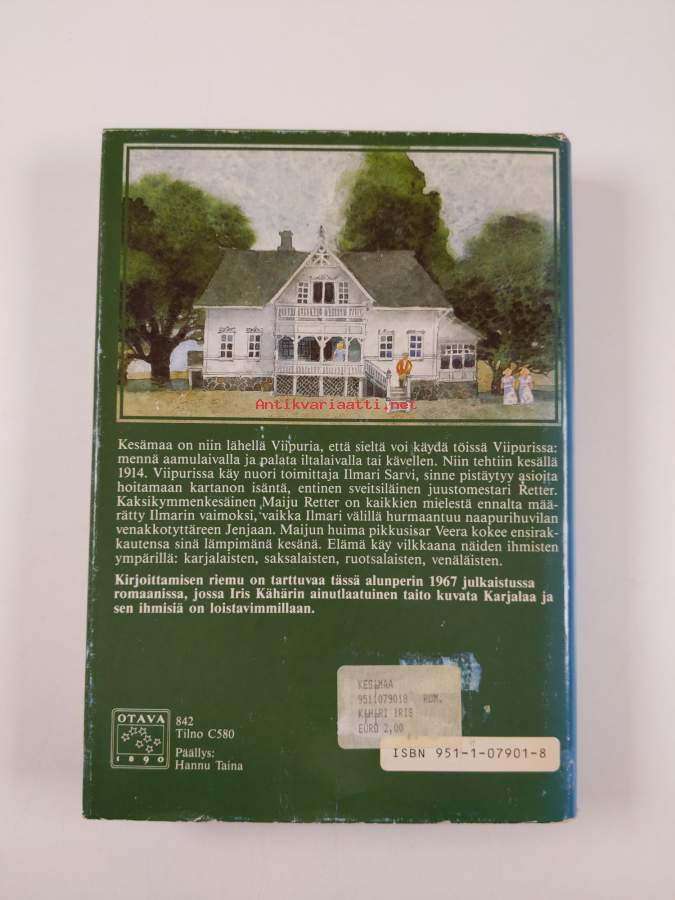 Antikvariaatti.net
Kesämaa on niin lähellä Viipuria, että sieltä voi käydä töissä Viipurissa:
mennä aamulaivalla ja palata iltalaivalla tai kävellen. Niin tehtiin kesällä
1914. Viipurissa käy nuori toimittaja Ilmari Sarvi, sinne pistäytyy asioita
hoitamaan kartanon isäntä, entinen sveitsiläinen juustomestari Retter.
Kaksikymmenkesäinen Maiju Retter on kaikkien mielestä ennalta mää-
rätty Ilmarin vaimoksi, vaikka Ilmari välillä hurmaantuu naapurihuvilan
venakkotyttäreen Jenjaan. Maijun huima pikkusisar Veera kokee ensirak-
kautensa sinä lämpimänä kesänä. Elämä käy vilkkaana näiden ihmisten
ympärillä: karjalaisten, saksalaisten, ruotsalaisten, venäläisten.
Kirjoittamisen riemu on tarttuvaa tässä alunperin 1967 julkaistussa
romaanissa, jossa Iris Kähärin ainutlaatuinen taito kuvata Karjalaa ja
sen ihmisiä on loistavimmillaan.
KESÄMAA
9511079018 ROM.
KÄHÄRI IRIS
EURO 2,00
ISBN 951-1-07901-8
OTAVA
1890
842
Tilno C580
Päällys:
Hannu Taina